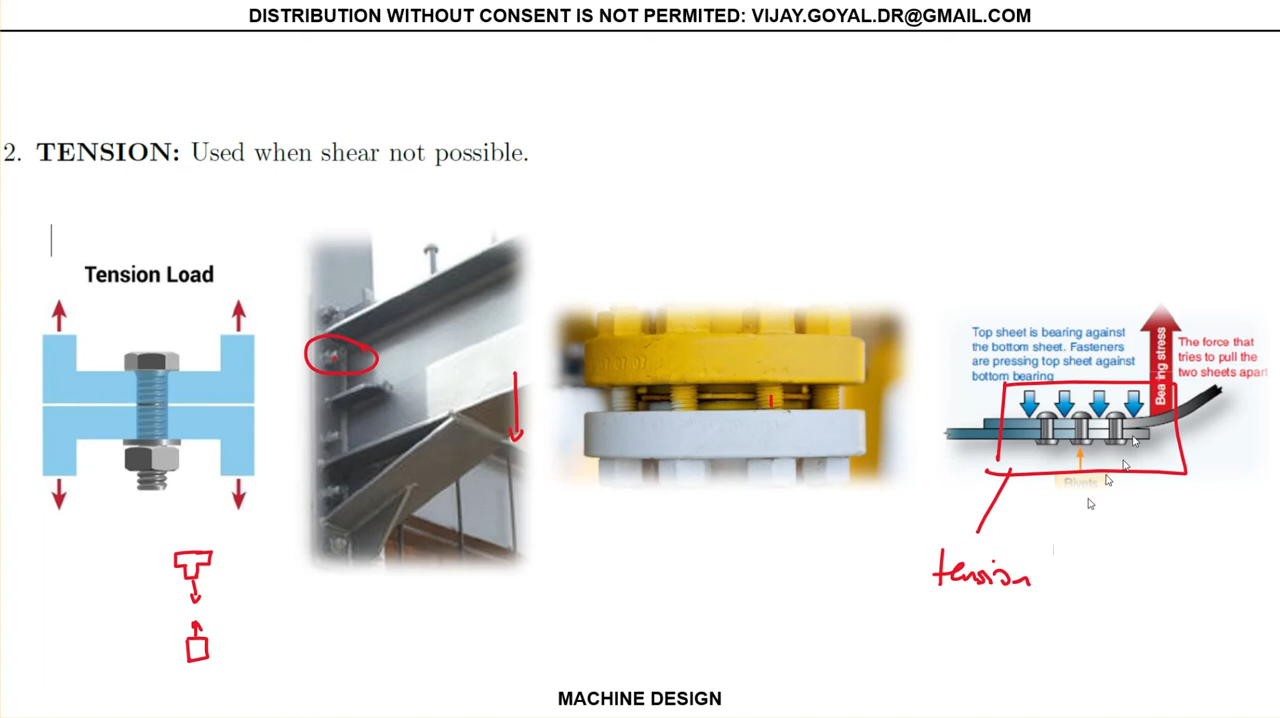 DISTRIBUTION WITHOUT CONSENT IS NOT PERMITED: VIJAY.GOYAL.DR@GMAIL.COM
2. TENSION: Used when shear not possible.
Tension Load
Top sheet is bearing against
the bottom sheet. Fasteners
are pressing top sheet against
bottom bearing
Bearing stress
The force that
tries to pull the
two sheets apart
Rivets
tension
MACHINE DESIGN